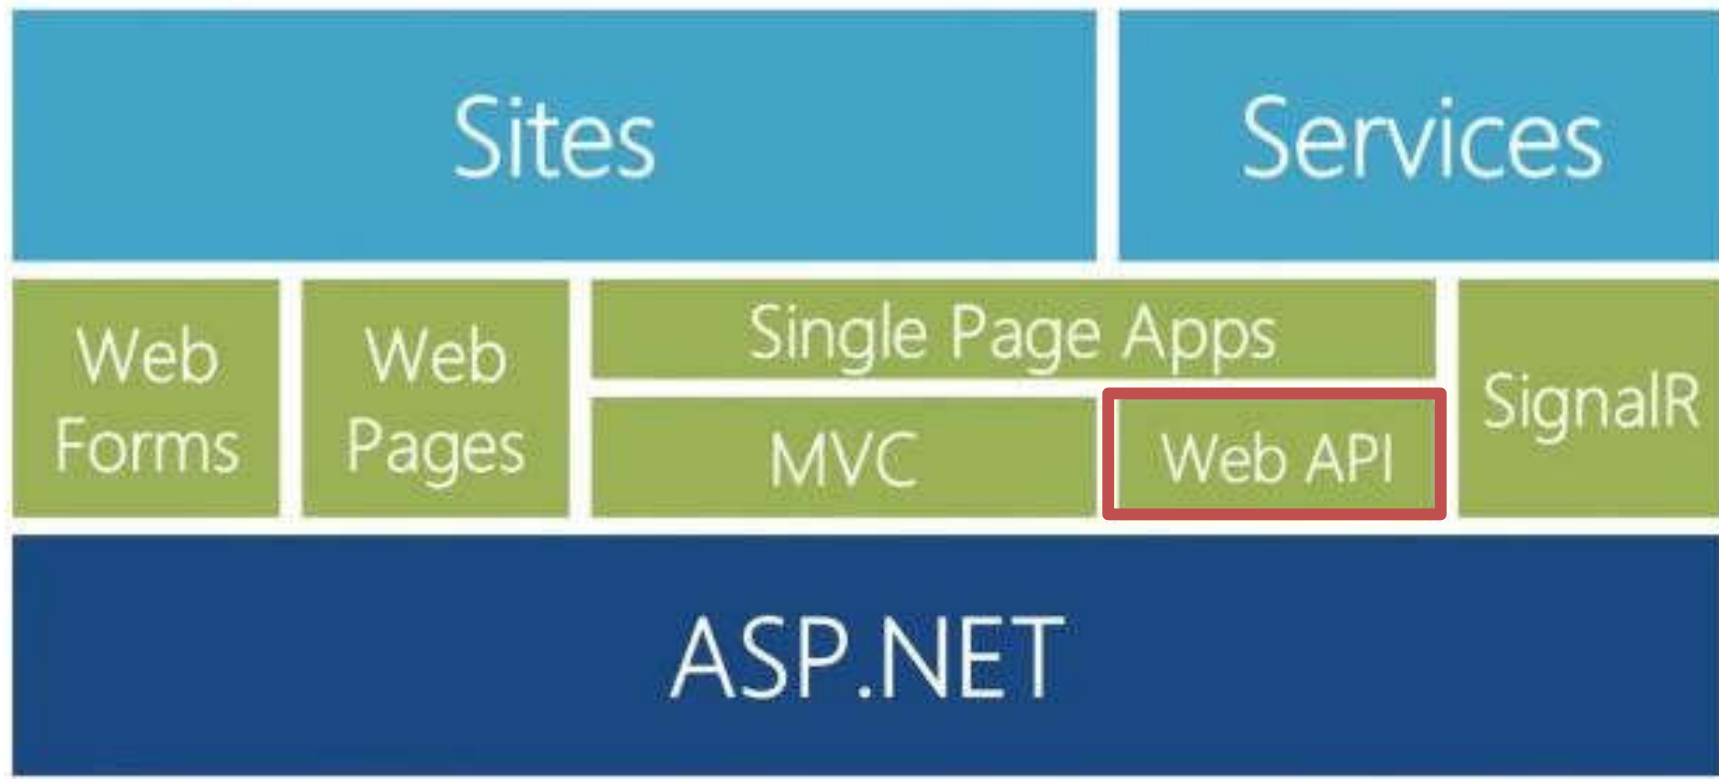 Sites
Services
Web
Forms
Web
Pages
Single Page Apps
MVC
Web API
SignalR
ASP.NET